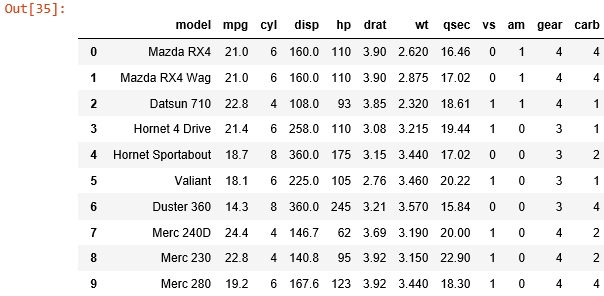 Out[35]:
model mpg cyl disp hp drat wt qsec vs am gear carb
0 Mazda RX4 21.0 6 160.0 110 3.90 2.620 16.46 0 1 4 4
1 Mazda RX4 Wag 21.0 6 160.0 110 3.90 2.875 17.02 0 1 4 4
2 Datsun 710 22.8 4 108.0 93 3.85 2.320 18.61 1 1 4 1
3 Hornet 4 Drive 21.4 6 258.0 110 3.08 3.215 19.44 1 0 3 1
4 Hornet Sportabout 18.7 8 360.0 175 3.15 3.440 17.02 0 0 3 2
5 Valiant 18.1 6 225.0 105 2.76 3.460 20.22 1 0 3 1
6 Duster 360 14.3 8 360.0 245 3.21 3.570 15.84 0 0 3 4
7 Merc 240D 24.4 4 146.7 62 3.69 3.190 20.00 1 0 4 2
8 Merc 230 22.8 4 140.8 95 3.92 3.150 22.90 1 0 4 2
9 Merc 280 19.2 6 167.6 123 3.92 3.440 18.30 1 0 4 4